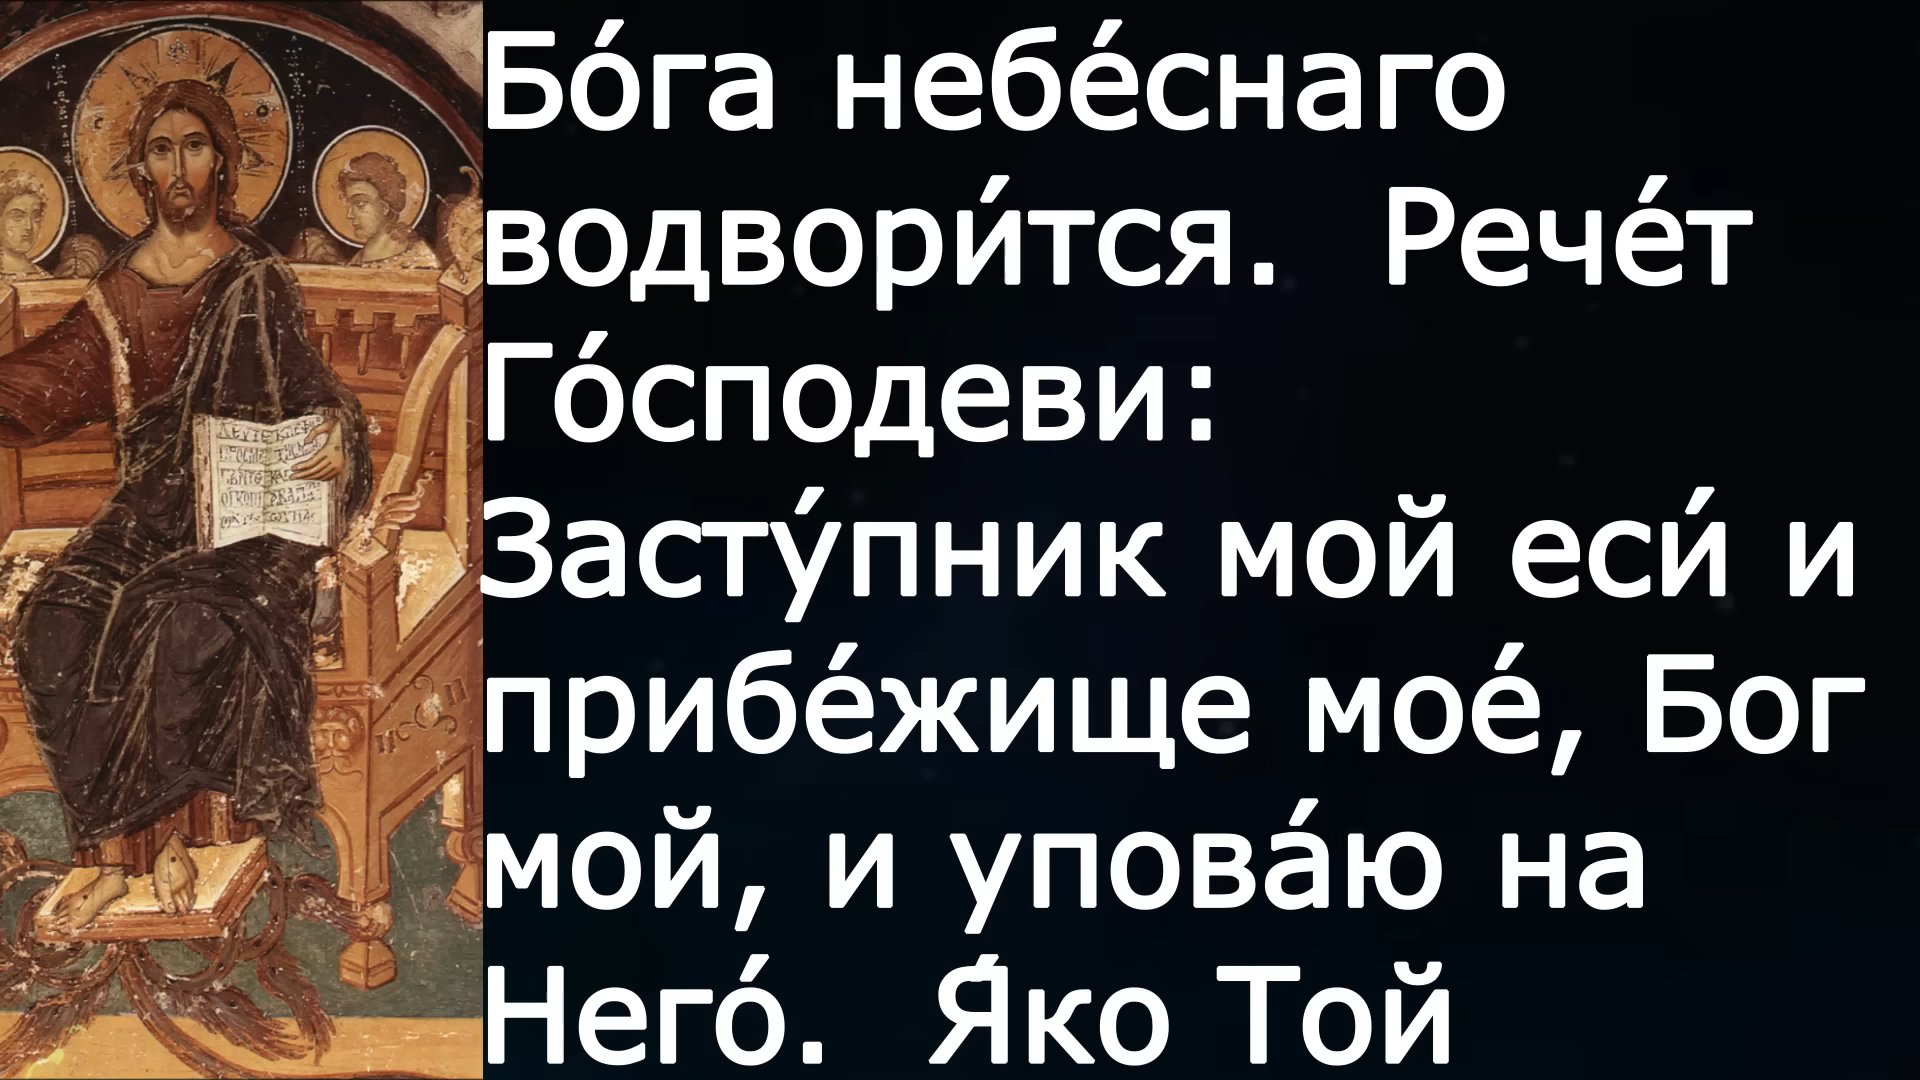 Бо́га небе́снаго
водвори́тся.  Рече́т
Го́сподеви:
Засту́пник мой еси́ и
прибе́жище мое́, Бог
мой, и упова́ю на
Него́.  Я́ко Той